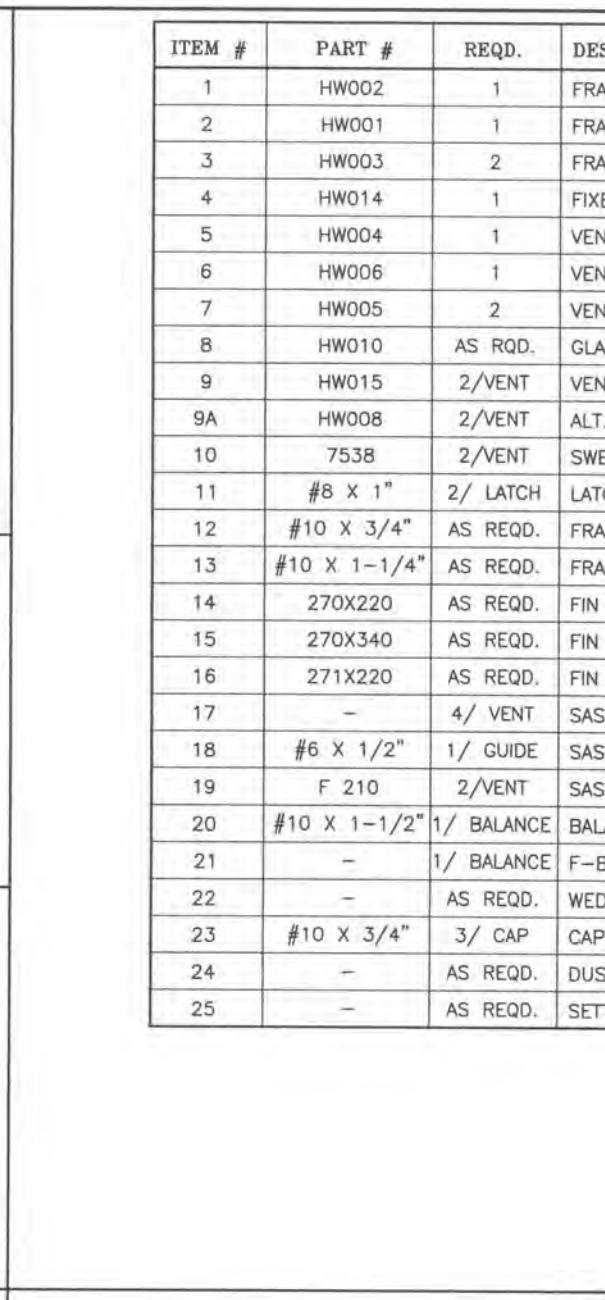 ITEM # PART # REQD. DES
1 HW002 1 FRA
2 HW001 1 FRA
3 HW003 2 FRA
4 HW014 1 FIXE
5 HW004 1 VEN
6 HW006 1 VEN
7 HW005 2 VEN
8 HW010 AS RQD. GLA
9 HW015 2/VENT VEN
9A HW008 2/VENT ALT.
10 7538 2/VENT SWE
11 #8 X 1" 2/ LATCH LATC
12 #10 X 3/4" AS REQD. FRA
13 #10 X 1-1/4" AS REQD. FRA
14 270X220 AS REQD. FIN
15 270X340 AS REQD. FIN
16 271X220 AS REQD. FIN
17 - 4/ VENT SAS
18 #6 X 1/2" 1/ GUIDE SAS
19 F 210 2/VENT SAS
20 #10 X 1-1/2" 1/ BALANCE BALA
21 - 1/ BALANCE F-B
22 - AS REQD. WED
23 #10 X 3/4" 3/ CAP CAP
24 - AS REQD. DUS
25 - AS REQD. SET